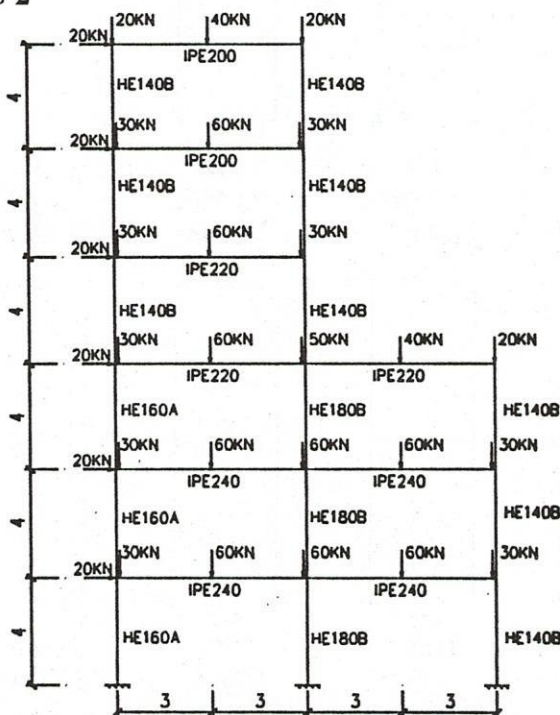 20KN 40KN 20KN
20KN
IPE200
HE140B HE140B
4
30KN 60KN 30KN
20KN
IPE200
HE140B HE140B
4
30KN 60KN 30KN
20KN
IPE220
HE140B HE140B
4
30KN 60KN 50KN 40KN 20KN
20KN
IPE220 IPE220
HE160A HE180B HE140B
4
30KN 60KN 60KN 60KN 30KN
20KN
IPE240 IPE240
HE160A HE180B HE140B
4
30KN 60KN 60KN 60KN 30KN
20KN
IPE240 IPE240
HE160A HE180B HE140B
4
3 3 3 3